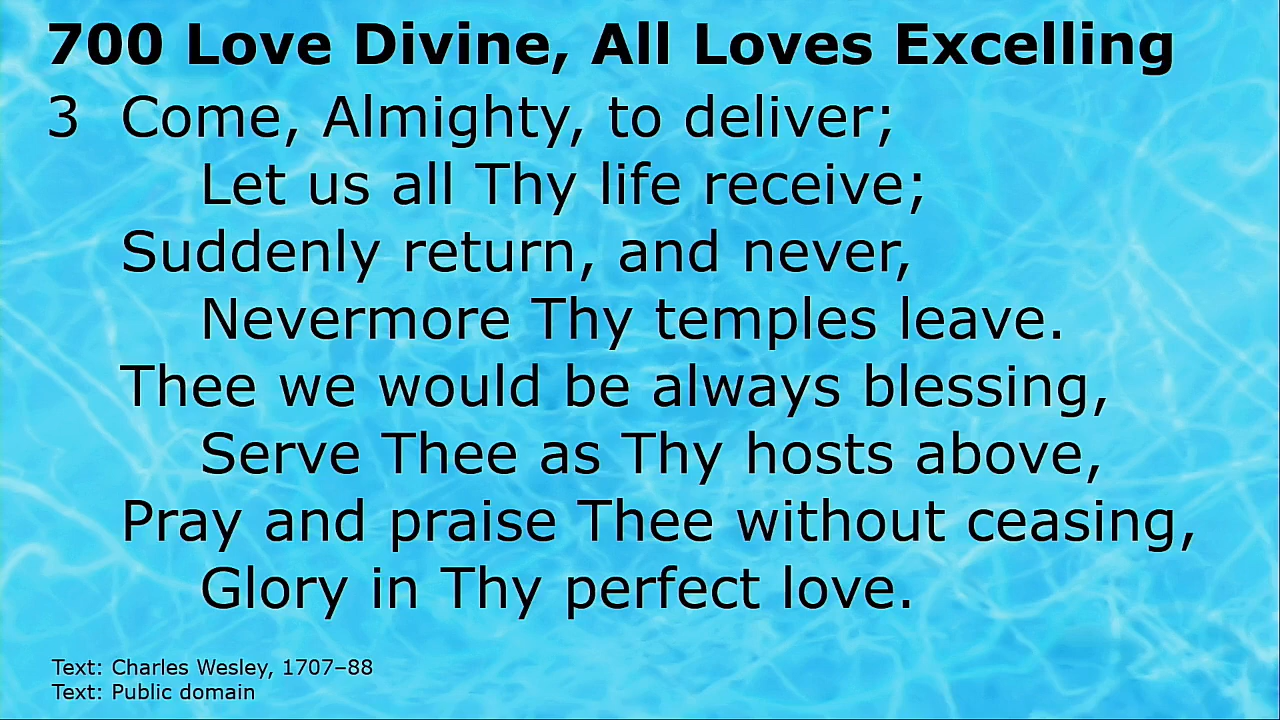 700 Love Divine, All Loves Excelling
3 Come, Almighty, to deliver;
Let us all Thy life receive;
Suddenly return, and never,
Nevermore Thy temples leave.
Thee we would be always blessing,
Serve Thee as Thy hosts above,
Pray and praise Thee without ceasing,
Glory in Thy perfect love.
Text: Charles Wesley, 1707–88
Text: Public domain